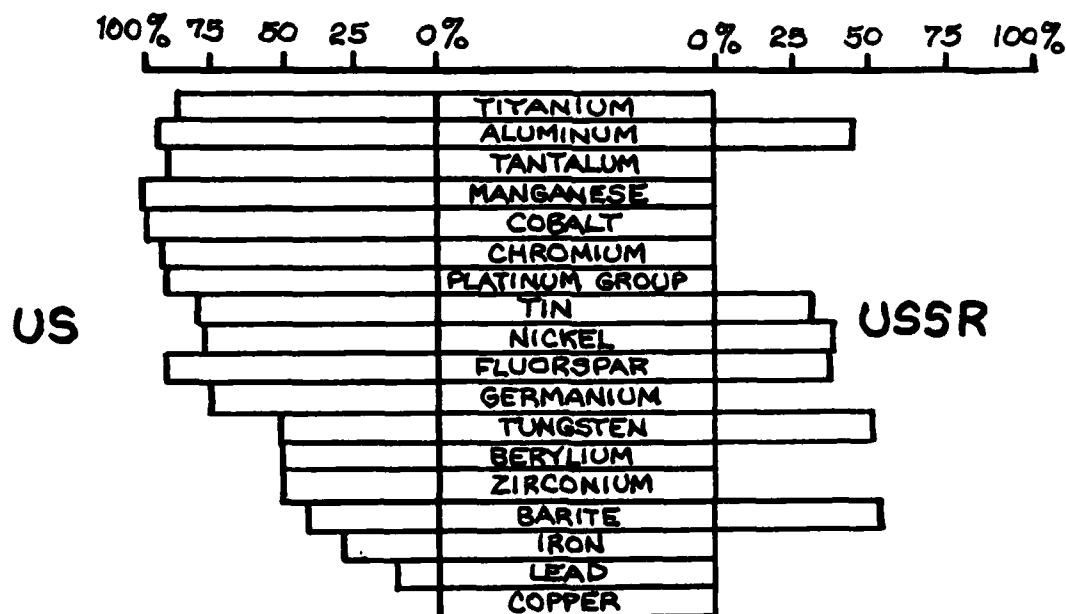 100% 75 50 25 0% 0% 25 50 75 100%
TITANIUM
ALUMINUM
TANTALUM
MANGANESE
COBALT
CHROMIUM
PLATINUM GROUP
US TIN USSR
NICKEL
FLUORSPAR
GERMANIUM
TUNGSTEN
BERYLIUM
ZIRCONIUM
BARITE
IRON
LEAD
COPPER